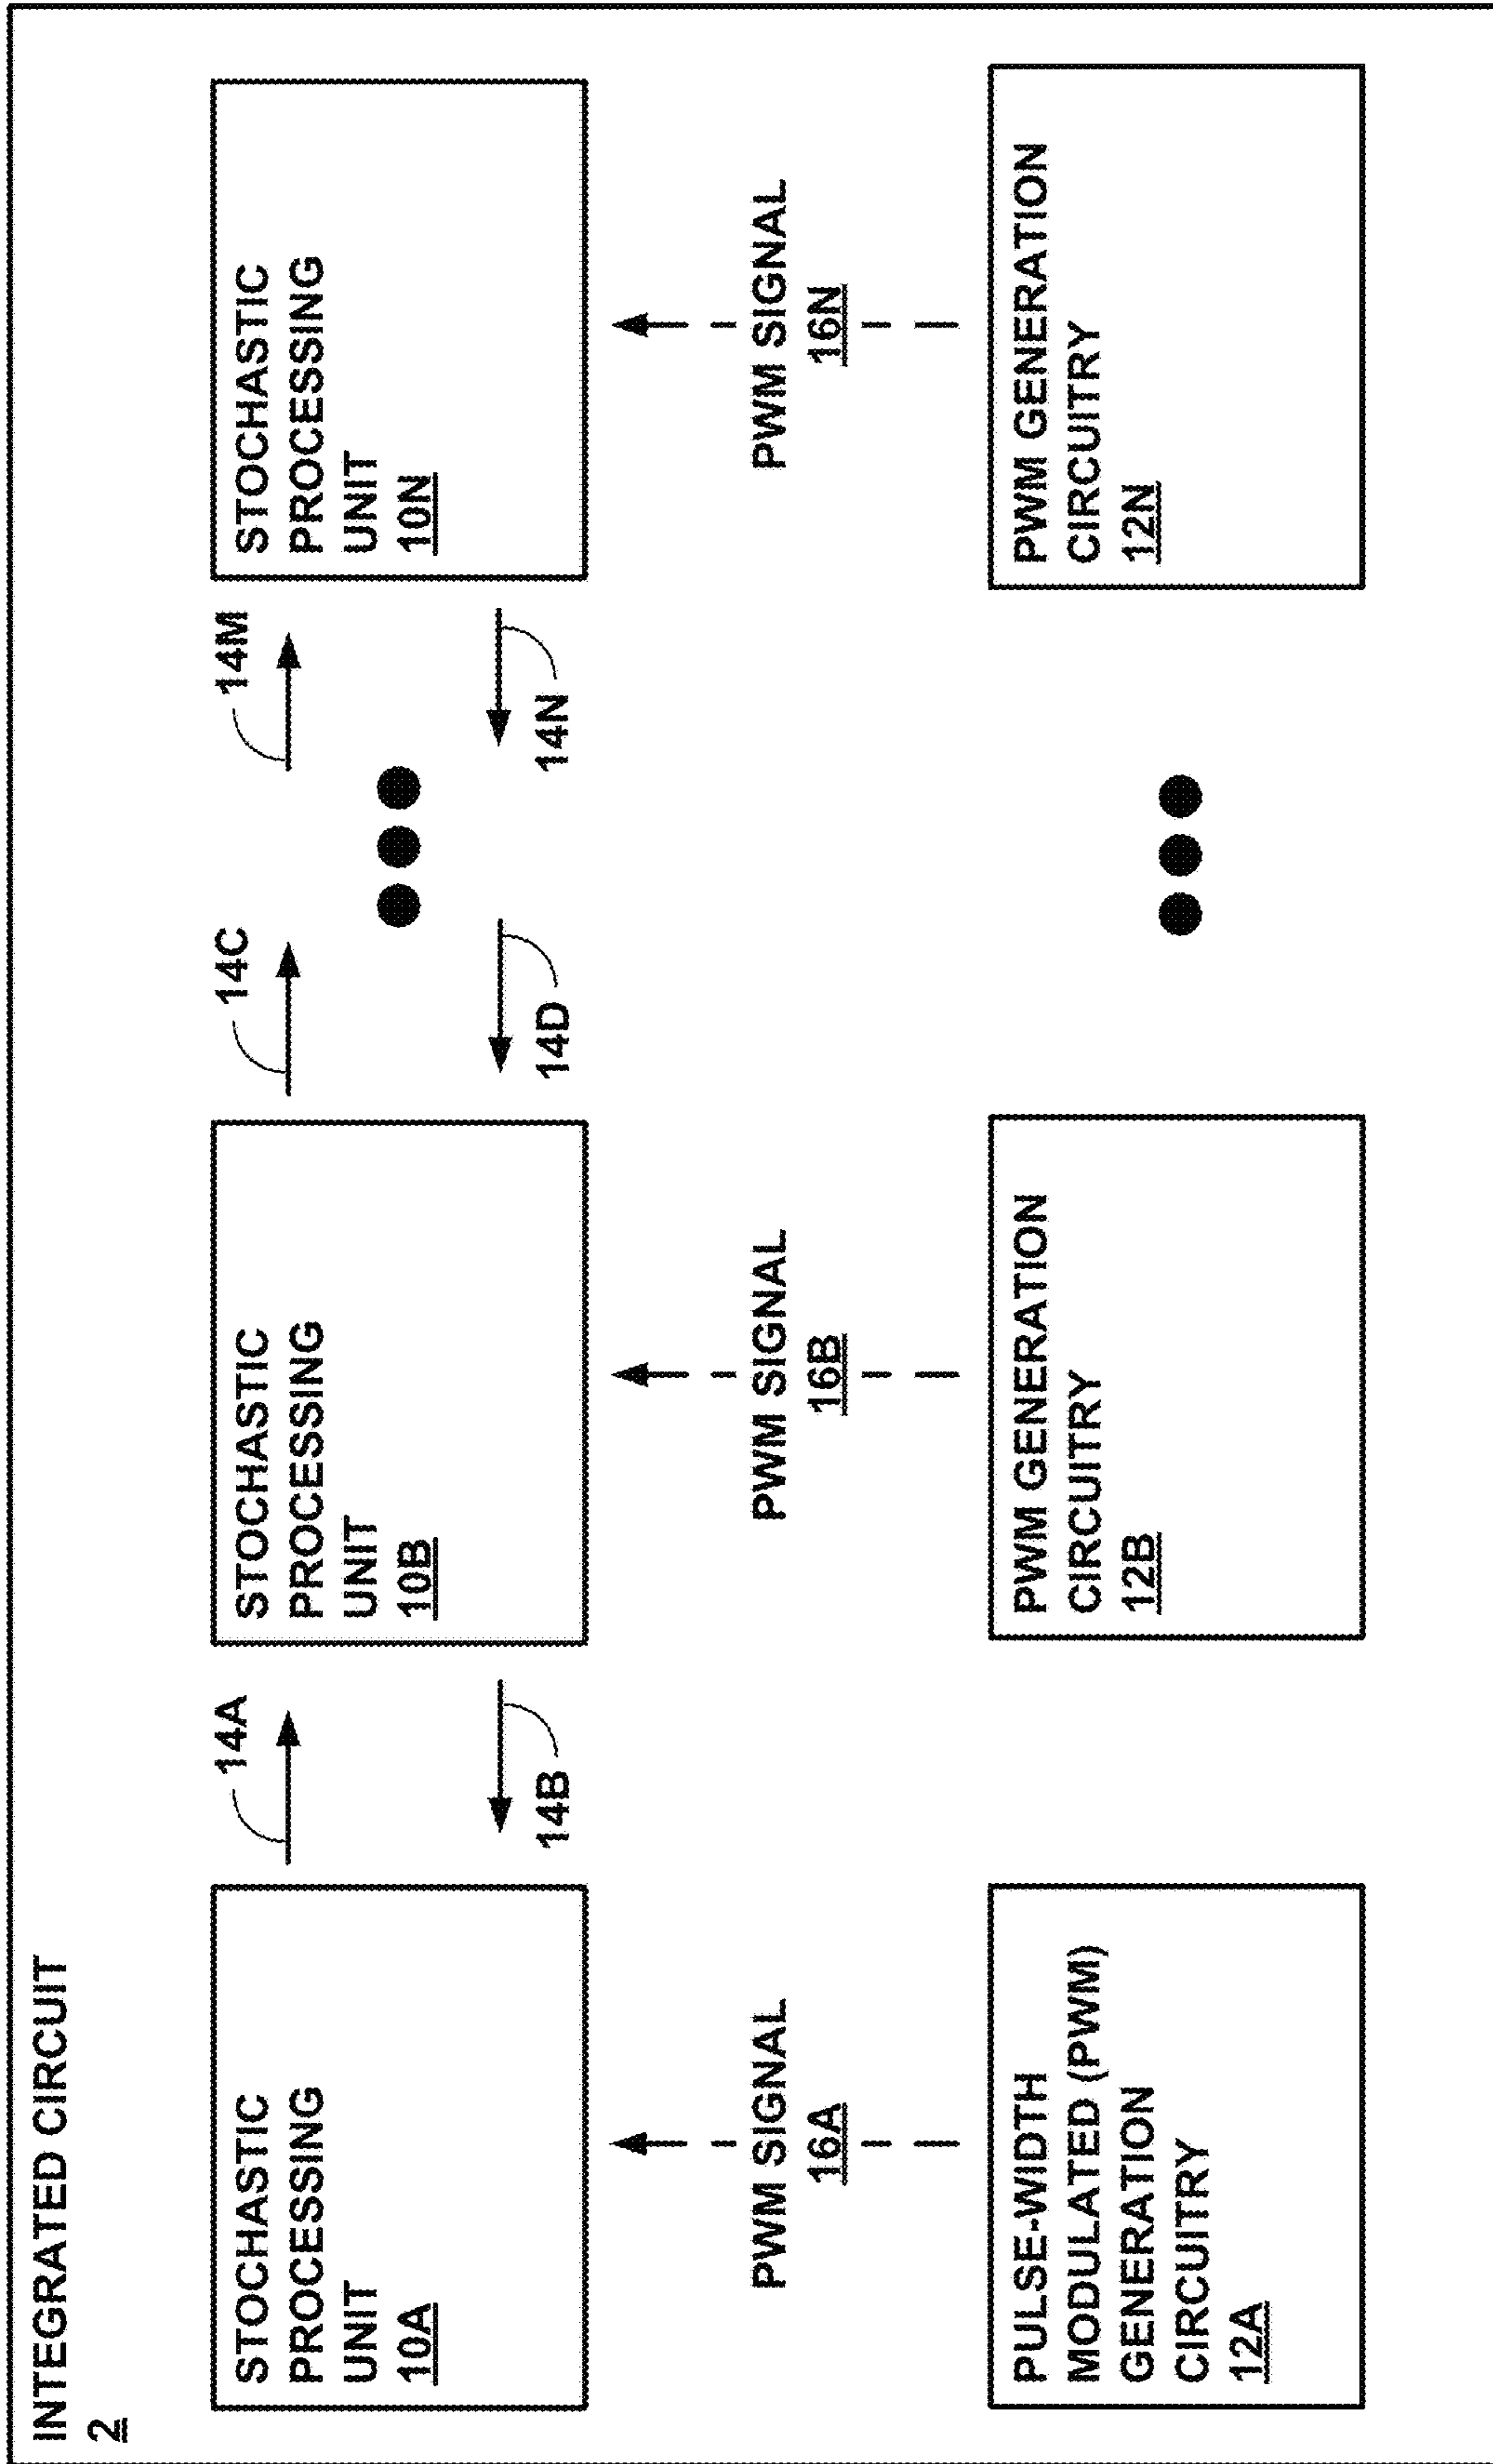 INTEGRATED CIRCUIT
2
STOCHASTIC
PROCESSING
UNIT
10A
14A
14B
STOCHASTIC
PROCESSING
UNIT
10B
14C
14D
14M
14N
STOCHASTIC
PROCESSING
UNIT
10N
PWM SIGNAL
16A
PWM SIGNAL
16B
PWM SIGNAL
16N
PULSE-WIDTH
MODULATED (PWM)
GENERATION
CIRCUITRY
12A
PWM GENERATION
CIRCUITRY
12B
PWM GENERATION
CIRCUITRY
12N